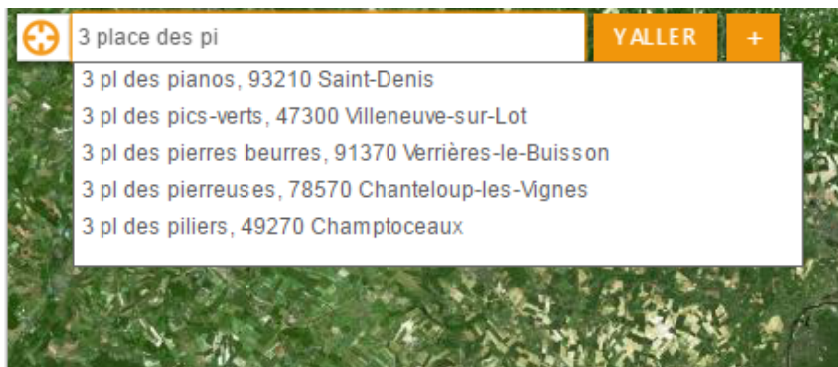 3 place des pi YALLER +
3 pl des pianos, 93210 Saint-Denis
3 pl des pics-verts, 47300 Villeneuve-sur-Lot
3 pl des pierres beurres, 91370 Verrières-le-Buisson
3 pl des pierreuses, 78570 Chanteloup-les-Vignes
3 pl des piliers, 49270 Champtoceaux